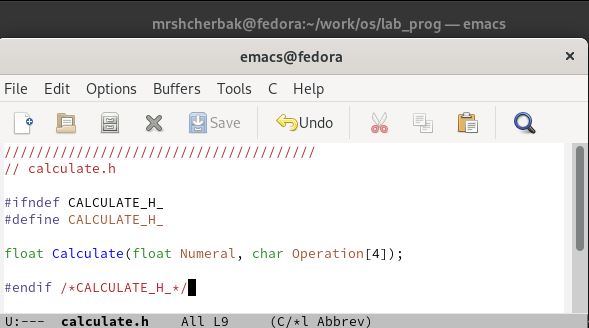 mrshcherbak@fedora:~/work/os/lab_prog — emacs
emacs@fedora
File Edit Options Buffers Tools C Help
Save Undo
///////////////////////////////////////
// calculate.h
#ifndef CALCULATE_H_
#define CALCULATE_H_
float Calculate(float Numeral, char Operation[4]);
#endif /*CALCULATE_H_*/
U:--- calculate.h All L9 (C/*l Abbrev)